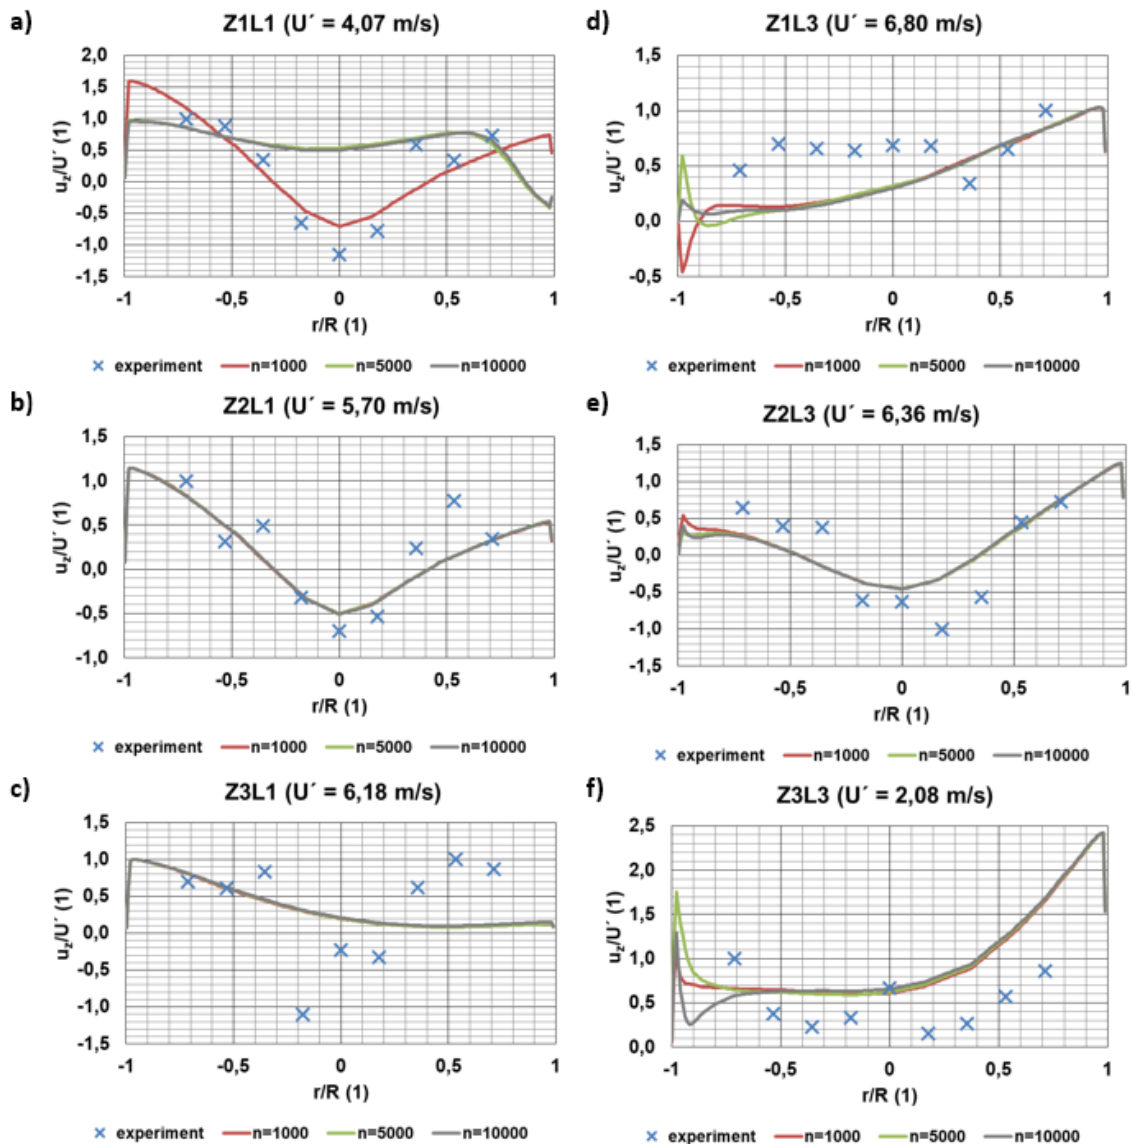 a)
Z1L1 (U´ = 4,07 m/s)
2,0
1,5
1,0
0,5
0,0
-0,5
-1,0
-1,5
u_z/U´ (1)
-1 -0,5 0 0,5 1
r/R (1)
experiment n=1000 n=5000 n=10000
b)
Z2L1 (U´ = 5,70 m/s)
1,5
1,0
0,5
0,0
-0,5
-1,0
u_z/U´ (1)
-1 -0,5 0 0,5 1
r/R (1)
experiment n=1000 n=5000 n=10000
c)
Z3L1 (U´ = 6,18 m/s)
1,5
1,0
0,5
0,0
-0,5
-1,0
-1,5
u_z/U´ (1)
-1 -0,5 0 0,5 1
r/R (1)
experiment n=1000 n=5000 n=10000
d)
Z1L3 (U´ = 6,80 m/s)
1,5
1,0
0,5
0,0
-0,5
u_z/U´ (1)
-1 -0,5 0 0,5 1
r/R (1)
experiment n=1000 n=5000 n=10000
e)
Z2L3 (U´ = 6,36 m/s)
1,5
1,0
0,5
0,0
-0,5
-1,0
-1,5
u_z/U´ (1)
-1 -0,5 0 0,5 1
r/R (1)
experiment n=1000 n=5000 n=10000
f)
Z3L3 (U´ = 2,08 m/s)
2,5
2,0
1,5
1,0
0,5
0,0
u_z/U´ (1)
-1 -0,5 0 0,5 1
r/R (1)
experiment n=1000 n=5000 n=10000